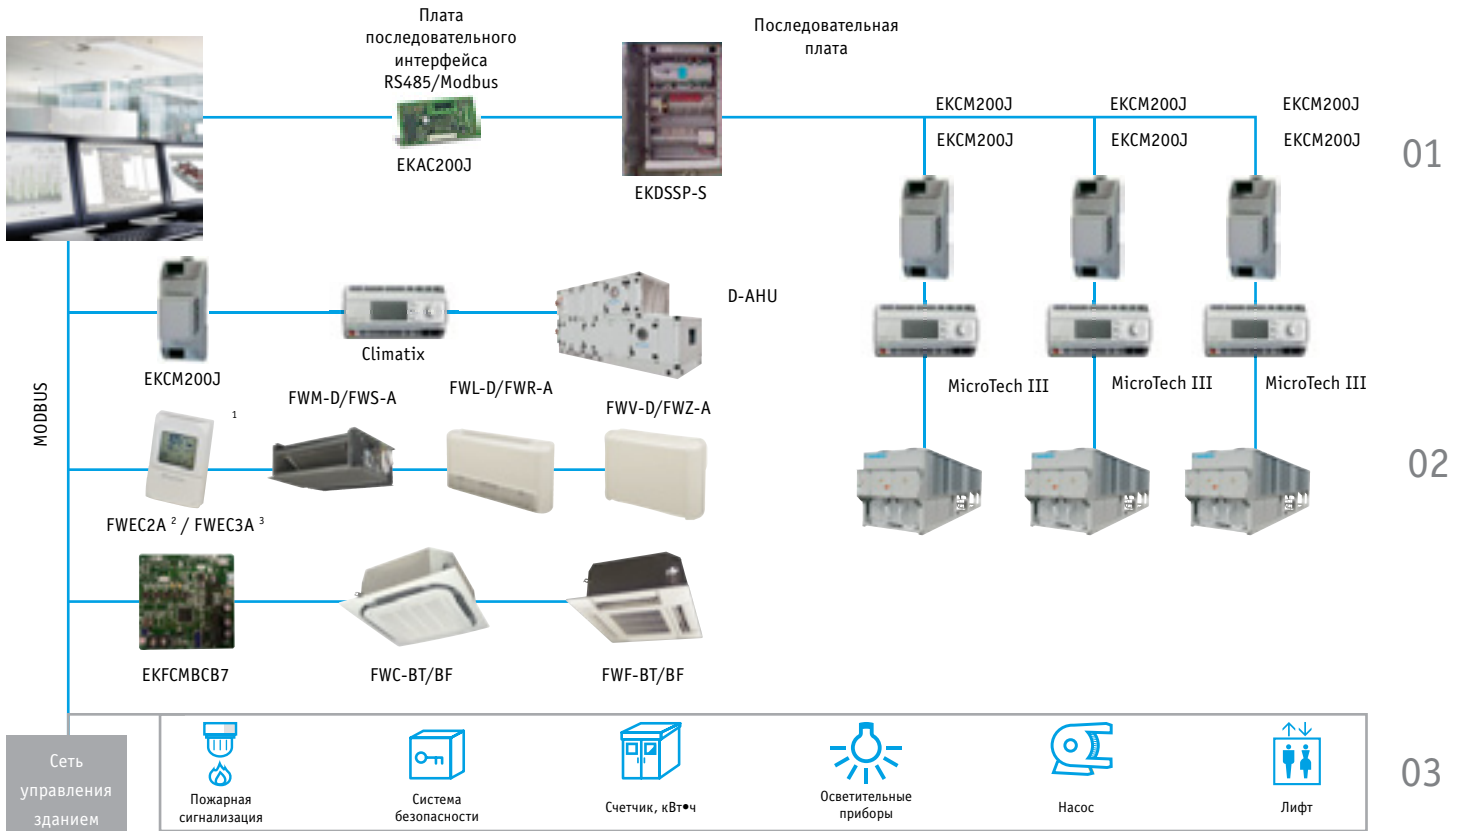 Плата
последовательного
интерфейса
RS485/Modbus
EKAC200J
EKDSSP-S
Последовательная
плата
EKCM200J
EKCM200J
EKCM200J
EKCM200J
EKCM200J
EKCM200J
01
EKCM200J
Climatix
D-AHU
MicroTech III
MicroTech III
MicroTech III
MODBUS
1
FWM-D/FWS-A
FWL-D/FWR-A
FWV-D/FWZ-A
02
FWEC2A 2 / FWEC3A 3
EKFCMBCB7
FWC-BT/BF
FWF-BT/BF
Сеть
управления
зданием
Пожарная
сигнализация
Система
безопасности
Счетчик, кВт•ч
Осветительные
приборы
Насос
Лифт
03